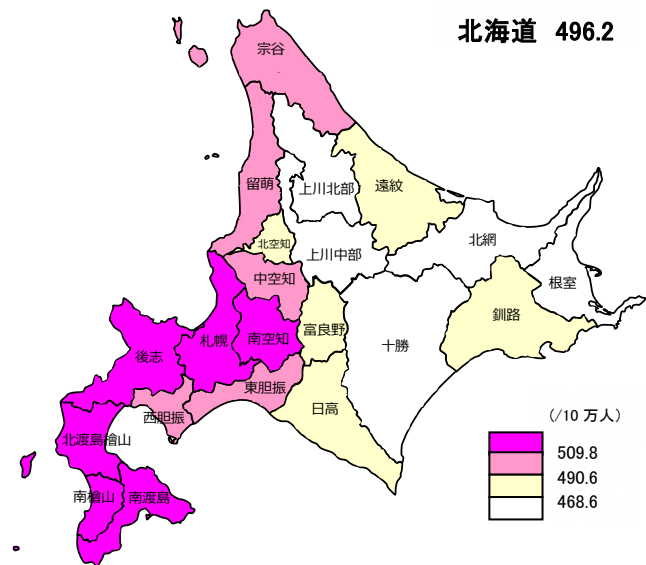 北海道 496.2
宗谷
留萌
上川北部
遠紋
北空知
上川中部
北網
中空知
根室
札幌
南空知
富良野
釧路
後志
十勝
東胆振
西胆振
日高
北渡島檜山
南檜山
南渡島
(/10 万人)
509.8
490.6
468.6